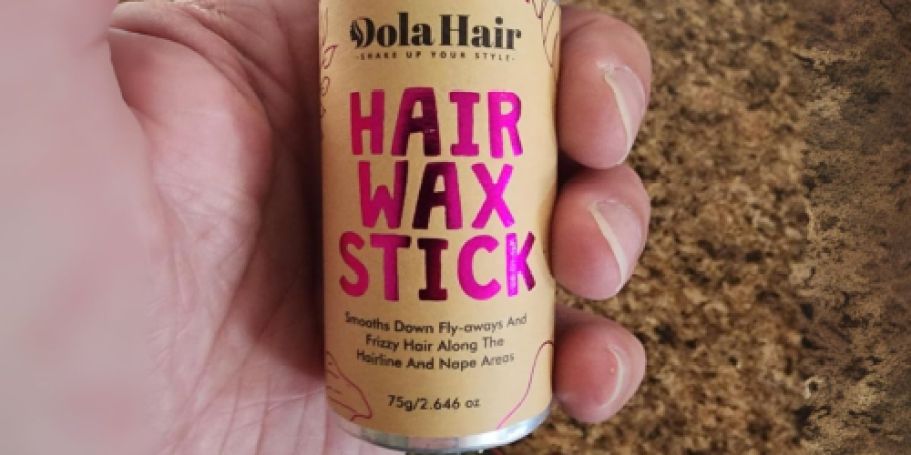 Dola Hair
-SHAKE UP YOUR STYLE-
HAIR
WAX
STICK
Smooths Down Fly-aways And
Frizzy Hair Along The
Hairline And Nape Areas
75g/2.646 oz